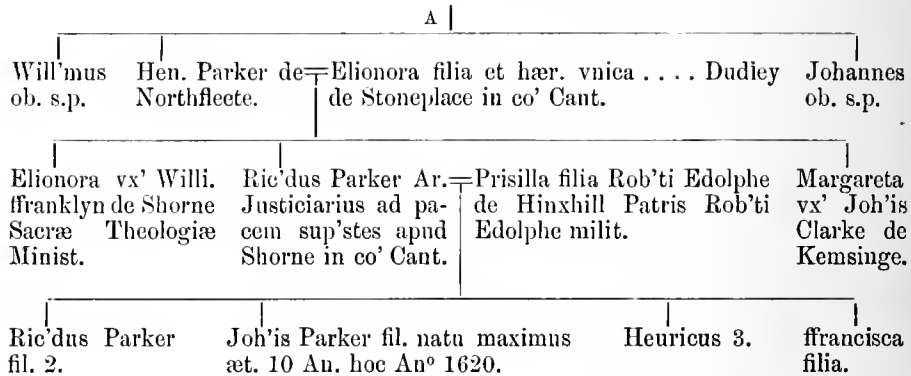 A
Will'mus
ob. s.p.
Hen. Parker de
Northfleete.
Elionora filia et hær. vnica .... Dudley
de Stoneplace in co' Cant.
Johannes
ob. s.p.
Elionora vx' Willi.
ffranklyn de Shorne
Sacræ Theologiæ
Minist.
Ric'dus Parker Ar.
Justiciarius ad pa-
cem sup'stes apud
Shorne in co' Cant.
Prisilla filia Rob'ti Edolphe
de Hinxhill Patris Rob'ti
Edolphe milit.
Margareta
vx' Joh'is
Clarke de
Kemsinge.
Ric'dus Parker
fil. 2.
Joh'is Parker fil. natu maximus
æt. 10 An. hoc Anº 1620.
Henricus 3.
ffrancisca
filia.